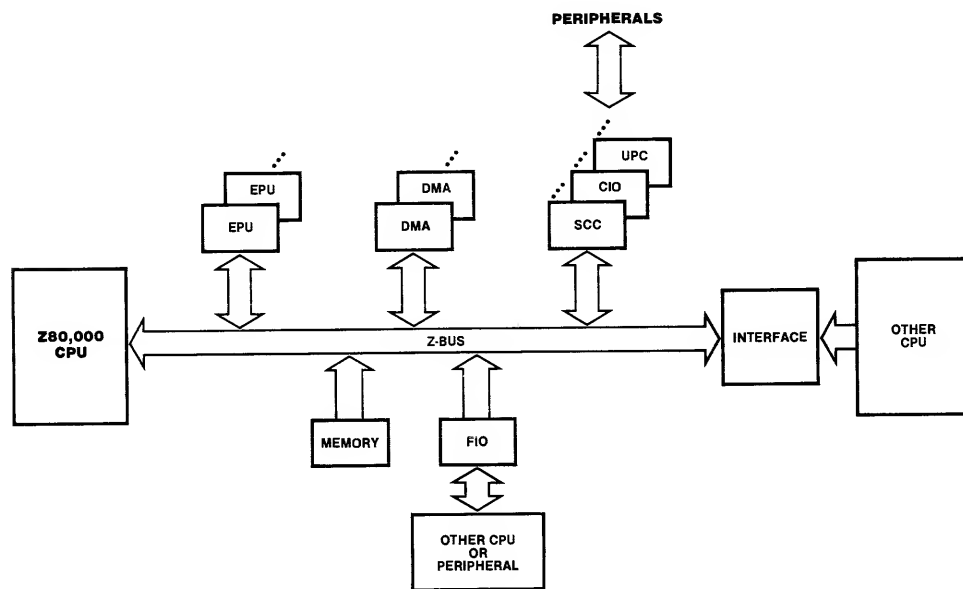 PERIPHERALS
UPC
CIO
SCC
EPU
EPU
DMA
DMA
Z80,000
CPU
Z-BUS
INTERFACE
OTHER
CPU
MEMORY
FIO
OTHER CPU
OR
PERIPHERAL